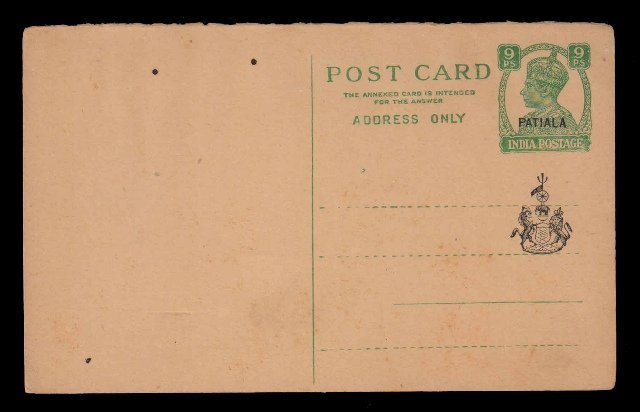 POST CARD
THE ANNEXED CARD IS INTENDED
FOR THE ANSWER
ADDRESS ONLY
9 9
PS PS
PATIALA
INDIA POSTAGE